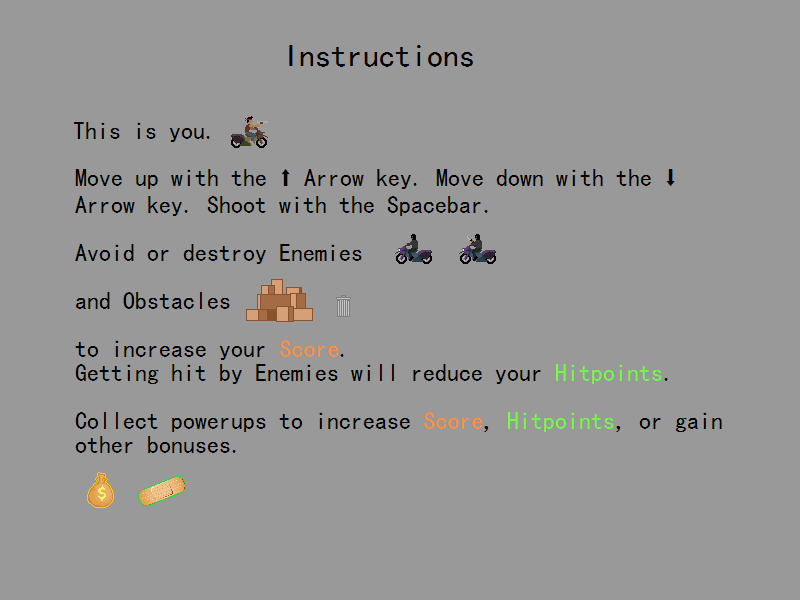 Instructions
This is you.
Move up with the ⬆ Arrow key. Move down with the ⬇
Arrow key. Shoot with the Spacebar.
Avoid or destroy Enemies
and Obstacles
to increase your Score.
Getting hit by Enemies will reduce your Hitpoints.
Collect powerups to increase Score, Hitpoints, or gain
other bonuses.
$